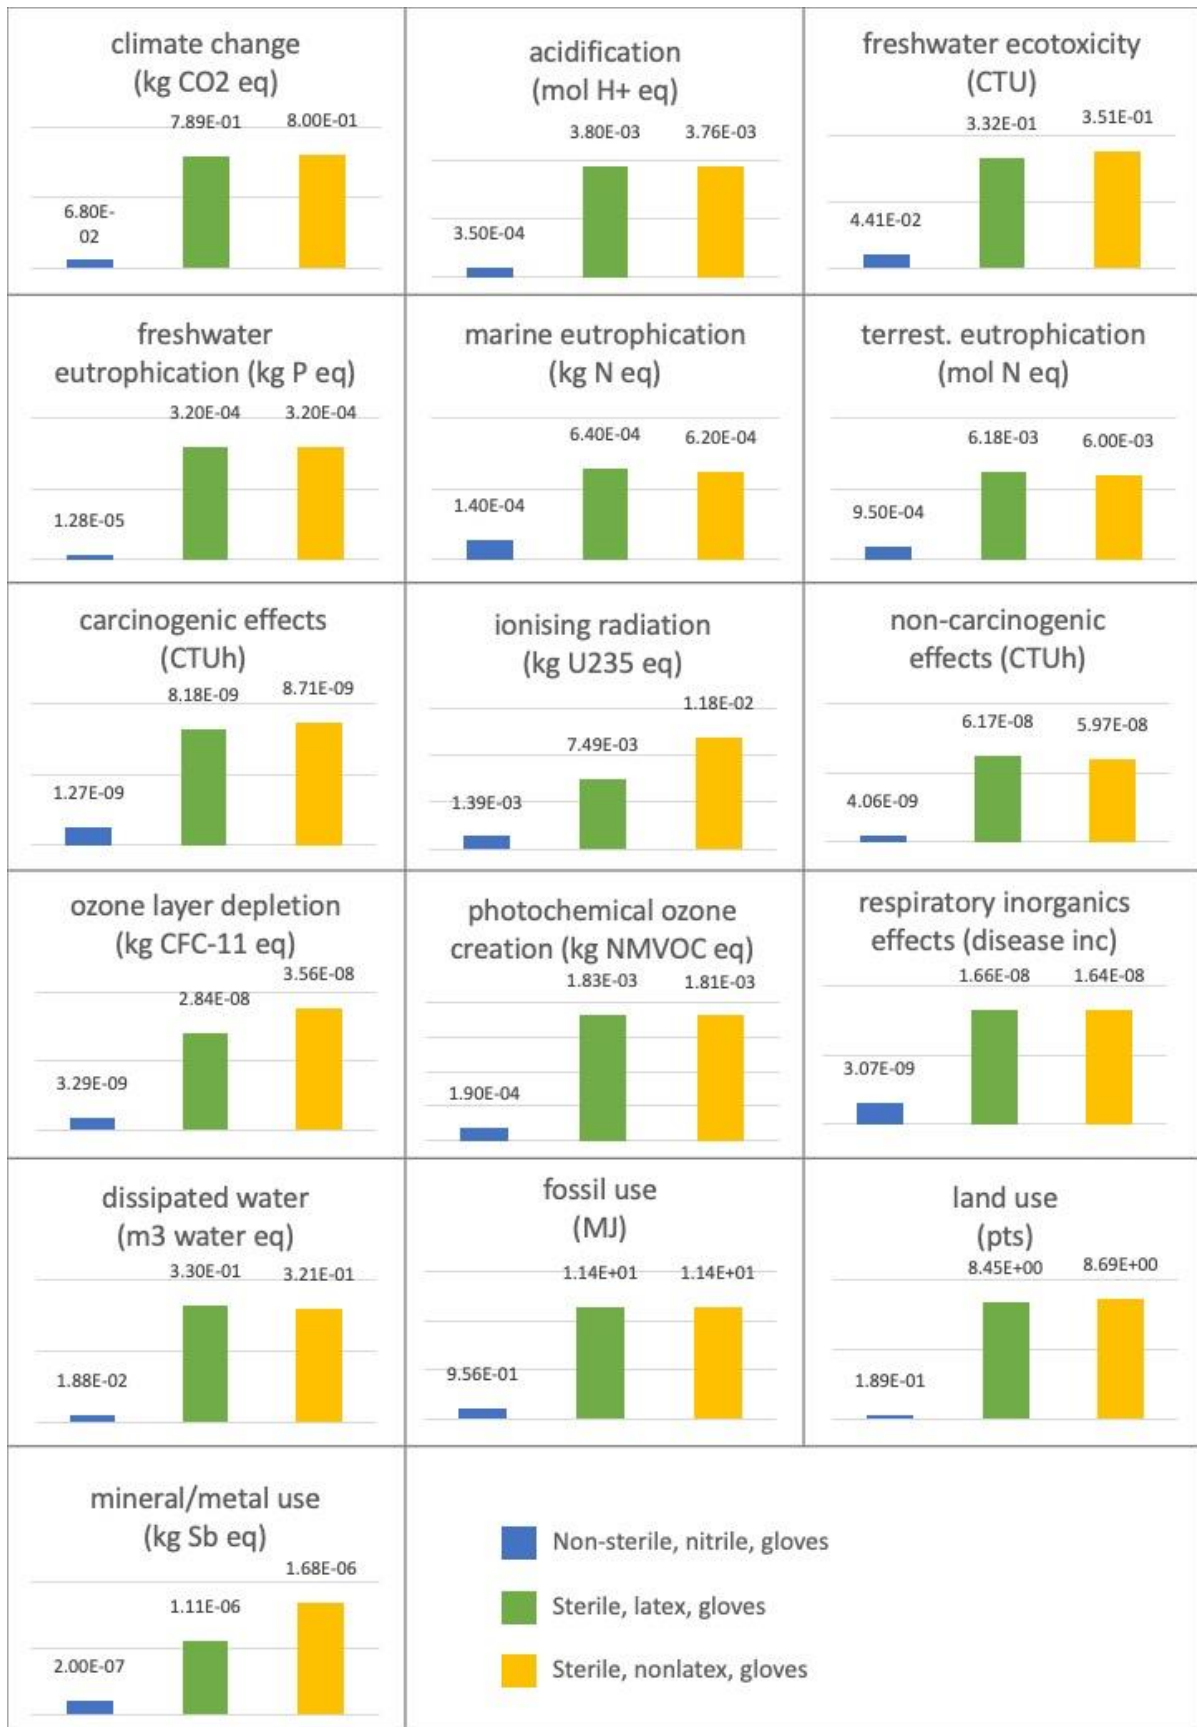 climate change
(kg CO2 eq)
7.89E-01
8.00E-01
6.80E-
02
acidification
(mol H+ eq)
3.80E-03
3.76E-03
3.50E-04
freshwater ecotoxicity
(CTU)
3.32E-01
3.51E-01
4.41E-02
freshwater
eutrophication (kg P eq)
3.20E-04
3.20E-04
1.28E-05
marine eutrophication
(kg N eq)
6.40E-04
6.20E-04
1.40E-04
terrest. eutrophication
(mol N eq)
6.18E-03
6.00E-03
9.50E-04
carcinogenic effects
(CTUh)
8.18E-09
8.71E-09
1.27E-09
ionising radiation
(kg U235 eq)
1.18E-02
7.49E-03
1.39E-03
non-carcinogenic
effects (CTUh)
6.17E-08
5.97E-08
4.06E-09
ozone layer depletion
(kg CFC-11 eq)
3.56E-08
2.84E-08
3.29E-09
photochemical ozone
creation (kg NMVOC eq)
1.83E-03
1.81E-03
1.90E-04
respiratory inorganics
effects (disease inc)
1.66E-08
1.64E-08
3.07E-09
dissipated water
(m3 water eq)
3.30E-01
3.21E-01
1.88E-02
fossil use
(MJ)
1.14E+01
1.14E+01
9.56E-01
land use
(pts)
8.45E+00
8.69E+00
1.89E-01
mineral/metal use
(kg Sb eq)
1.68E-06
1.11E-06
2.00E-07
Non-sterile, nitrile, gloves
Sterile, latex, gloves
Sterile, nonlatex, gloves